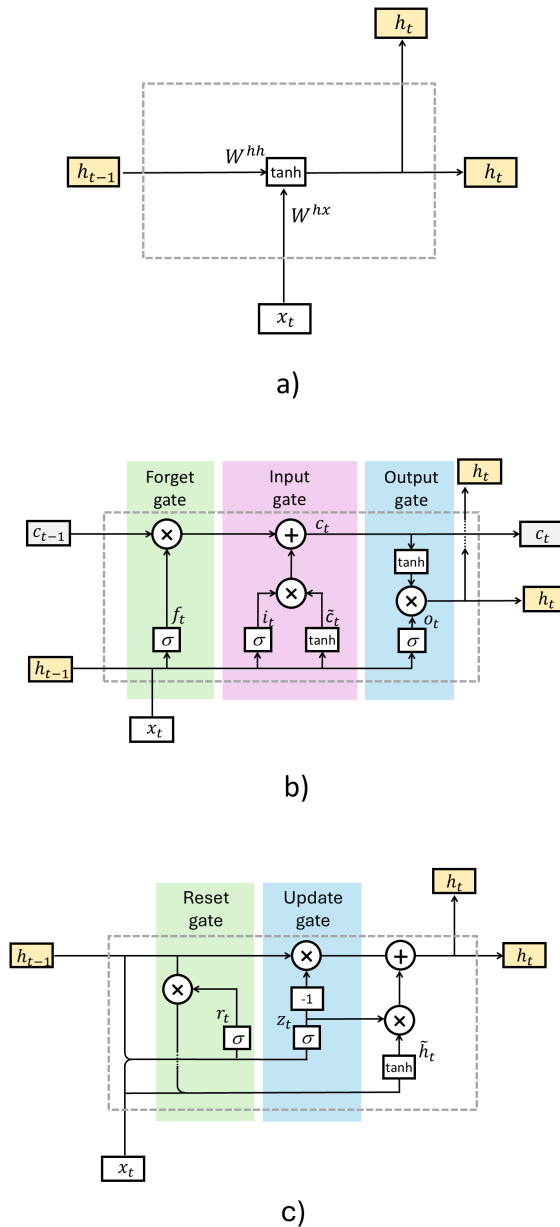 h_t
h_{t-1}
W^{hh}
tanh
h_t
W^{hx}
x_t
a)
Forget gate
Input gate
Output gate
h_t
c_{t-1}
×
+
c_t
c_t
tanh
×
×
h_t
f_t
i_t
c̃_t
o_t
σ
σ
tanh
σ
h_{t-1}
x_t
b)
h_t
Reset gate
Update gate
h_{t-1}
×
+
h_t
×
-1
r_t
z_t
×
σ
σ
h̃_t
tanh
x_t
c)